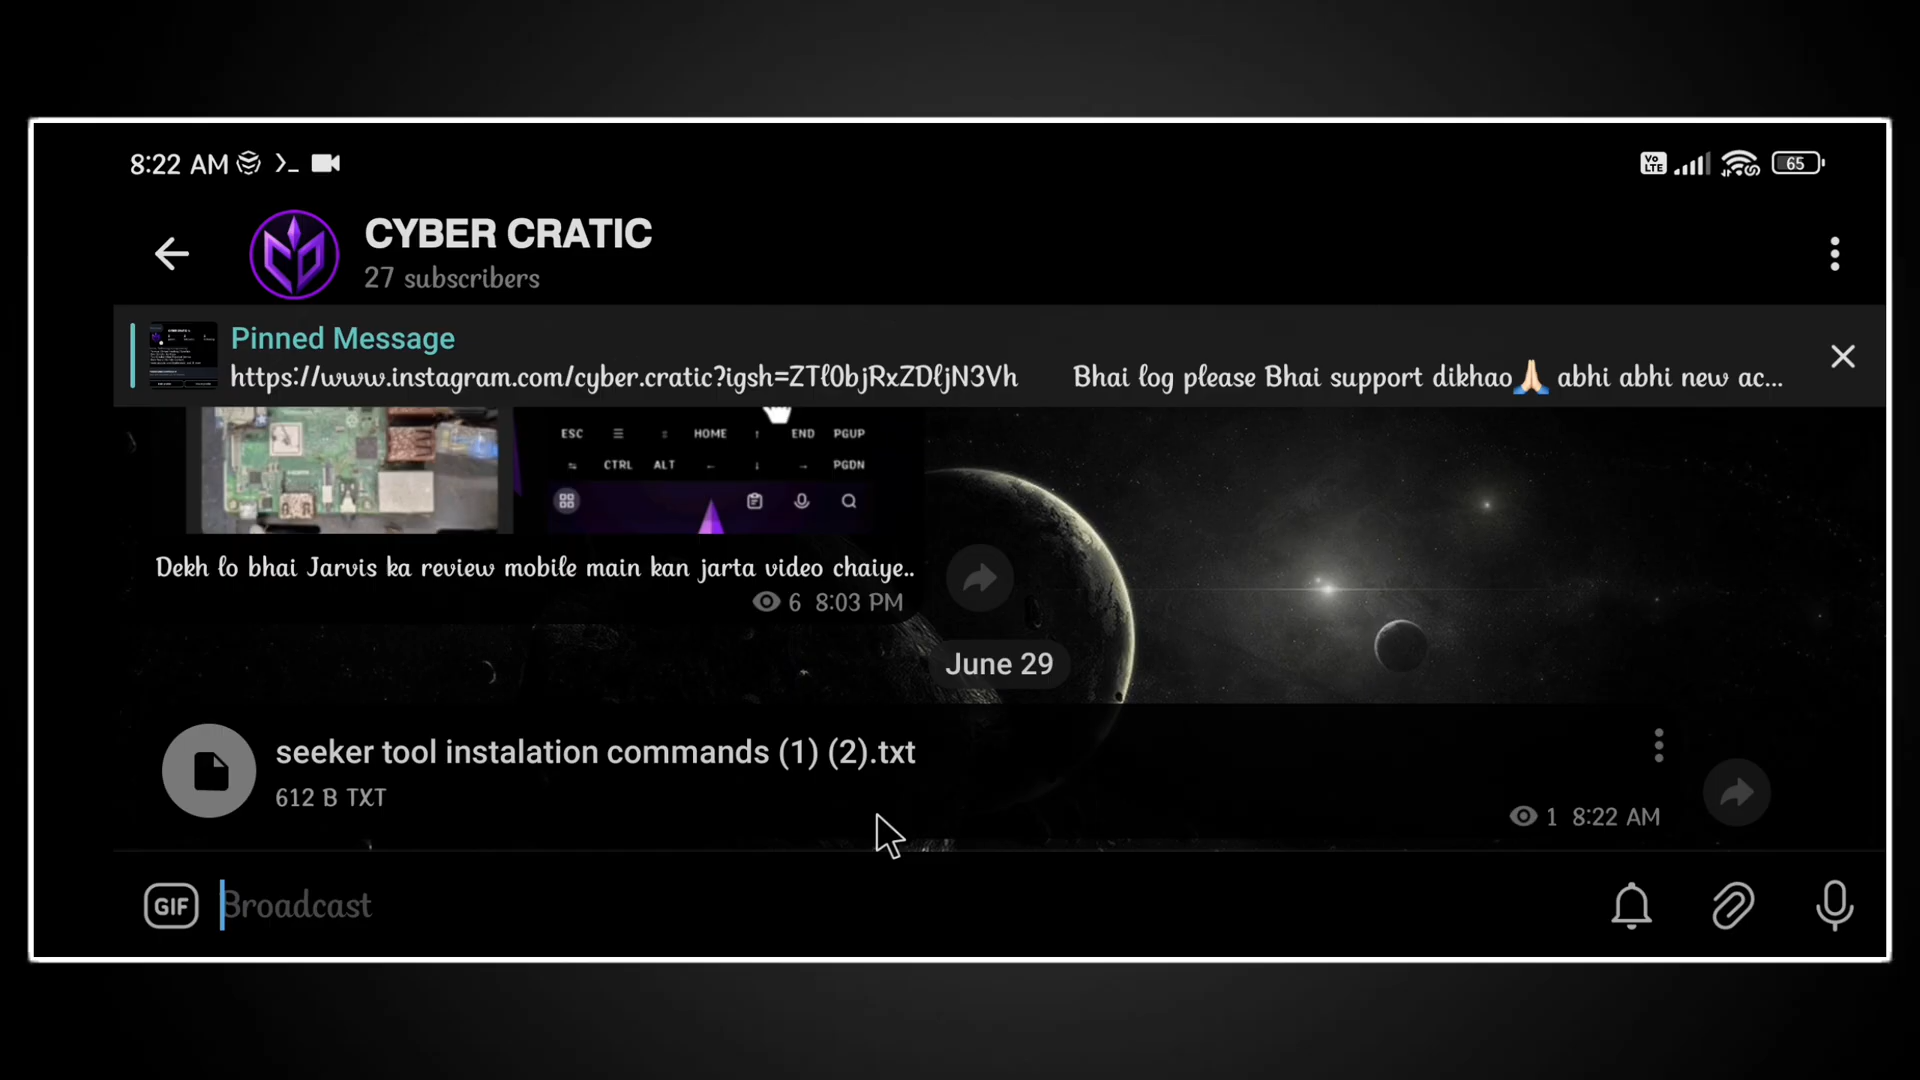 8:22 AM
Vo LTE
65
CYBER CRATIC
27 subscribers
Pinned Message
https://www.instagram.com/cyber.cratic?igsh=ZTl0bjRxZDljN3Vh Bhai log please Bhai support dikhao🙏🏻 abhi abhi new ac...
ESC HOME END PGUP
CTRL ALT PGDN
Dekh lo bhai Jarvis ka review mobile main kan jarta video chaiye..
6 8:03 PM
June 29
seeker tool instalation commands (1) (2).txt
612 B TXT
1 8:22 AM
GIF Broadcast